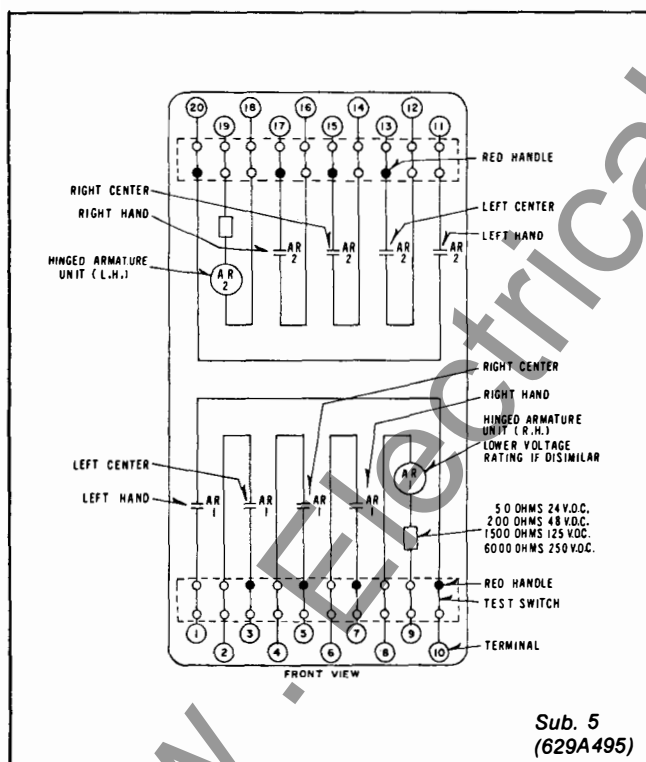 20
18
16
14
12
19
17
15
13
11
RED HANDLE
RIGHT CENTER
RIGHT HAND
HINGED ARMATURE
UNIT (L.H.)
AR
2
AR
2
AR
2
AR
2
AR
2
LEFT CENTER
LEFT HAND
RIGHT CENTER
RIGHT HAND
HINGED ARMATURE
UNIT (R.H.)
LOWER VOLTAGE
RATING IF DISIMILAR
LEFT CENTER
LEFT HAND
AR
1
AR
1
AR
1
AR
1
AR
1
50 OHMS 24 V.D.C.
200 OHMS 48 V.D.C.
1500 OHMS 125 V.D.C.
6000 OHMS 250 V.D.C.
RED HANDLE
TEST SWITCH
1
3
5
7
9
2
4
6
8
10
TERMINAL
FRONT VIEW
Sub. 5
(629A495)
w . Electrical